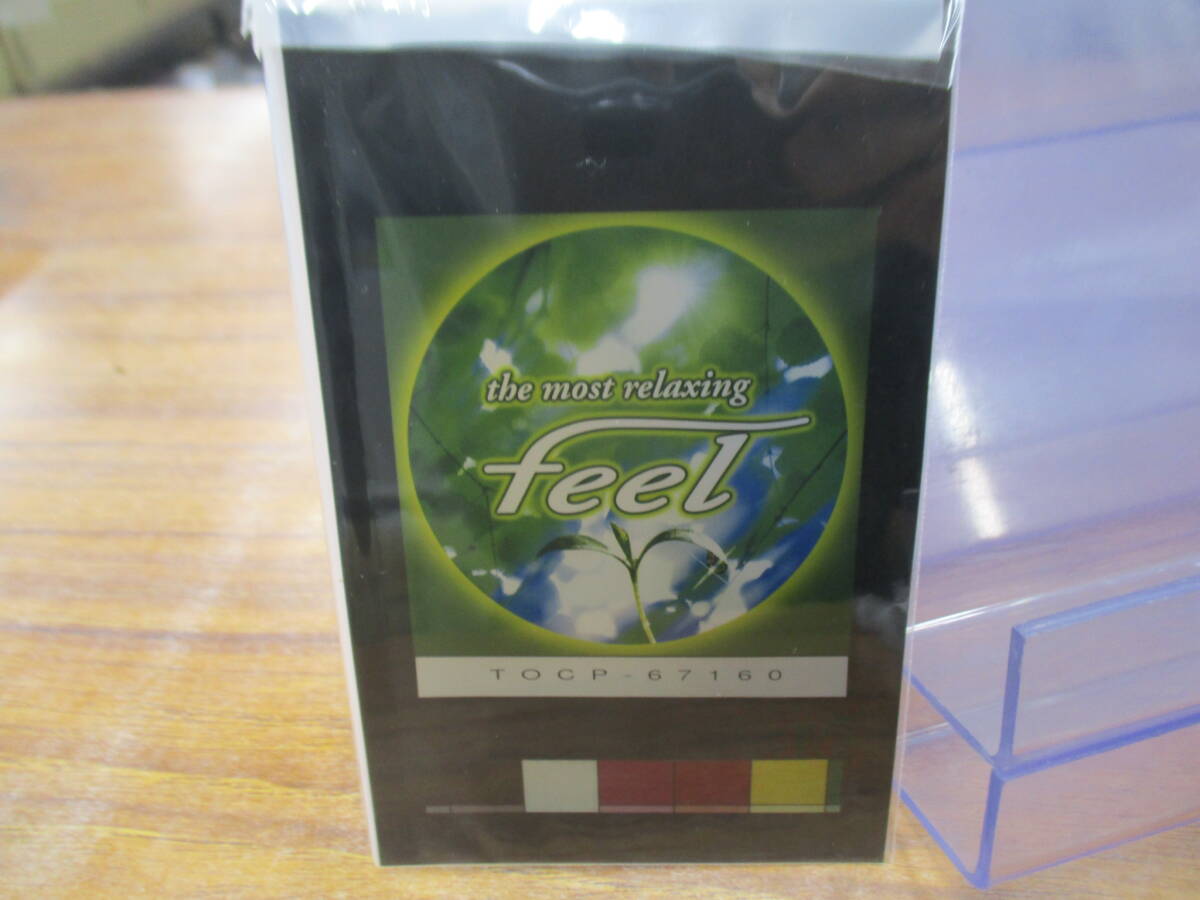 the most relaxing
feel
TOCP-67160